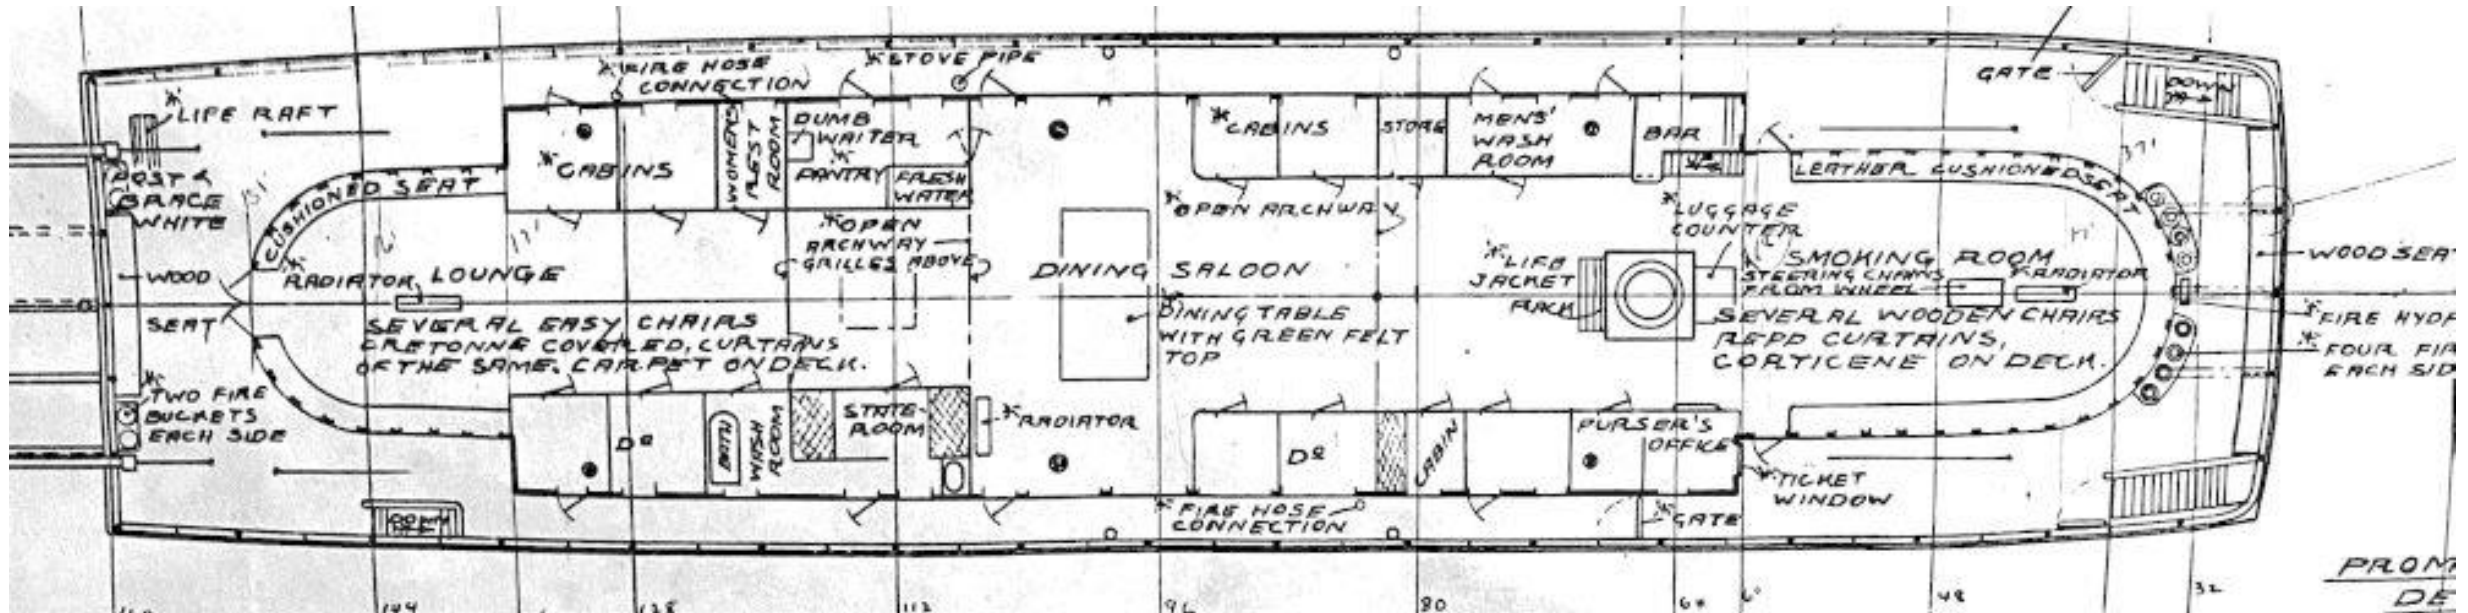 FIRE HOSE
CONNECTION
STOVE PIPE
GATE
DOWN
LIFE RAFT
POST &
BRACE
WHITE
CUSHIONED SEAT
CABINS
WOMENS
REST
ROOM
DUMB
WAITER
PANTRY
FRESH
WATER
CABINS
STORE
MENS'
WASH
ROOM
BAR
LEATHER CUSHIONED SEAT
OPEN
ARCHWAY
GRILLES ABOVE
OPEN ARCHWAY
LUGGAGE
COUNTER
WOOD
SEAT
RADIATOR
LOUNGE
SEVERAL EASY CHAIRS
CRETONNE COVERED, CURTAINS
OF THE SAME. CARPET ON DECK.
DINING SALOON
DINING TABLE
WITH GREEN FELT
TOP
LIFE
JACKET
RACK
SMOKING ROOM
STEERING CHAINS
FROM WHEEL
RADIATOR
SEVERAL WOODEN CHAIRS
REPP CURTAINS,
CORTICENE ON DECK.
WOOD SEAT
FIRE HYD
FOUR FIR
EACH SID
TWO FIRE
BUCKETS
EACH SIDE
Do
BATH
WASH
ROOM
STATE-
ROOM
RADIATOR
Do
CABIN
PURSER'S
OFFICE
TICKET
WINDOW
DOWN
FIRE HOSE
CONNECTION
GATE
PROM
DE
144
128
112
96
80
64
48
32